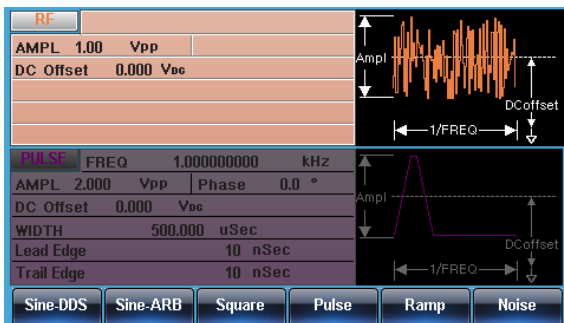 RF
AMPL 1.00 Vpp
DC Offset 0.000 VDC
Ampl
DCoffset
1/FREQ
PULSE FREQ 1.000000000 kHz
AMPL 2.000 Vpp Phase 0.0 °
DC Offset 0.000 VDC
WIDTH 500.000 uSec
Lead Edge 10 nSec
Trail Edge 10 nSec
Ampl
DCoffset
1/FREQ
Sine-DDS Sine-ARB Square Pulse Ramp Noise